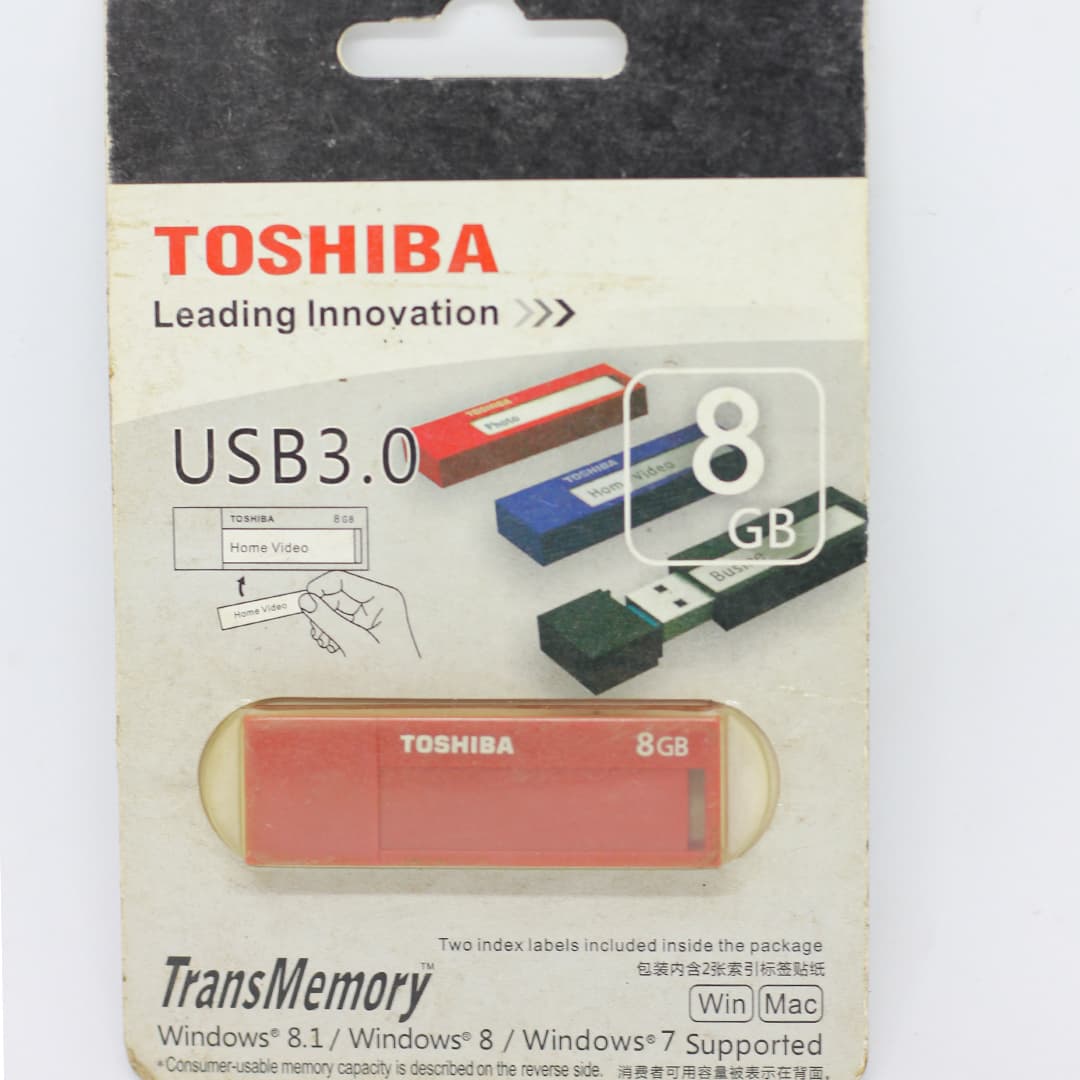 TOSHIBA
Leading Innovation >>>
USB3.0
TOSHIBA
Photo
TOSHIBA
Home Video
8
GB
TOSHIBA 8GB
Home Video
Home Video
TOSHIBA 8GB
Two index labels included inside the package
包装内含2张索引标签贴纸
TransMemory™
Win Mac
Windows® 8.1 / Windows® 8 / Windows® 7 Supported
*Consumer-usable memory capacity is described on the reverse side. 消费者可用容量被表示在背面。